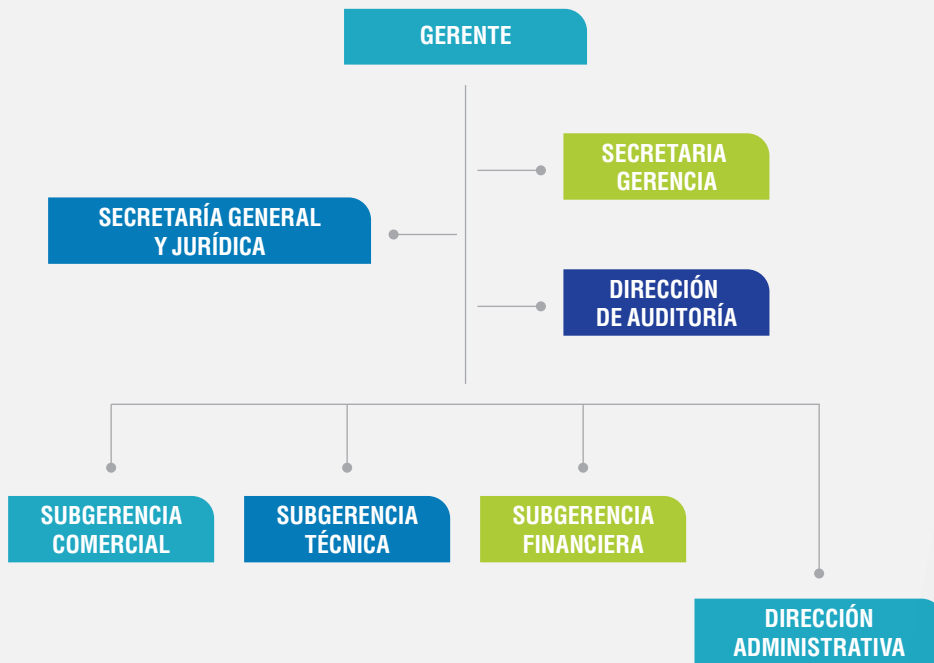 GERENTE
SECRETARIA
GERENCIA
SECRETARÍA GENERAL
Y JURÍDICA
DIRECCIÓN
DE AUDITORÍA
SUBGERENCIA
COMERCIAL
SUBGERENCIA
TÉCNICA
SUBGERENCIA
FINANCIERA
DIRECCIÓN
ADMINISTRATIVA